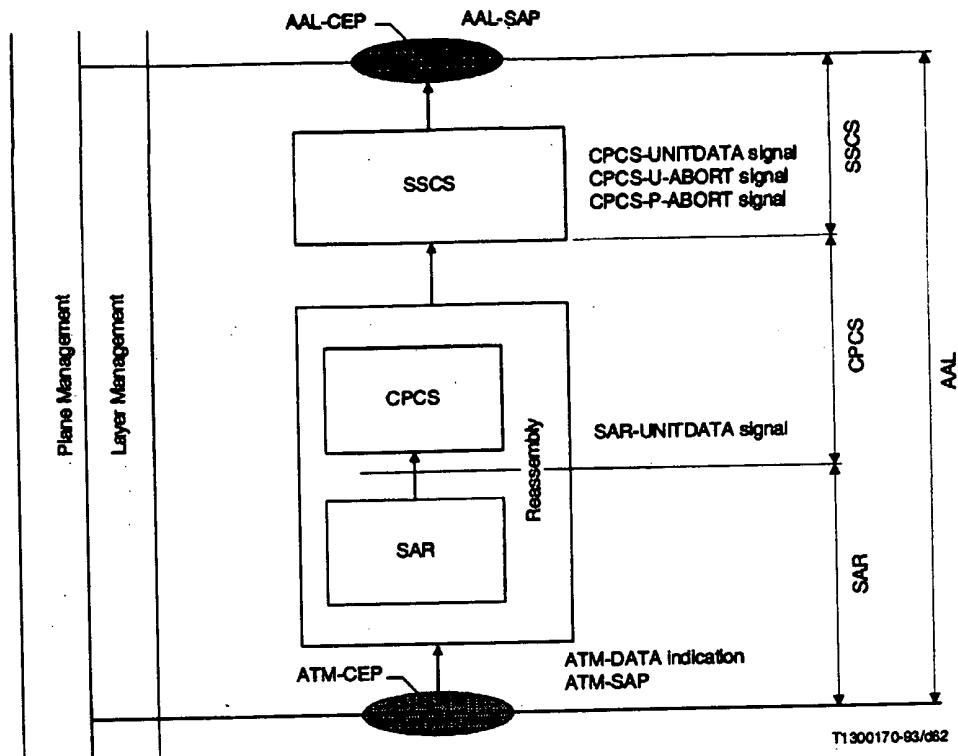 AAL-CEP
AAL-SAP
SSCS
CPCS-UNITDATA signal
CPCS-U-ABORT signal
CPCS-P-ABORT signal
SSCS
Plane Management
Layer Management
CPCS
SAR-UNITDATA signal
Reassembly
SAR
CPCS
SAR
AAL
ATM-CEP
ATM-DATA indication
ATM-SAP
T1300170-93/d62